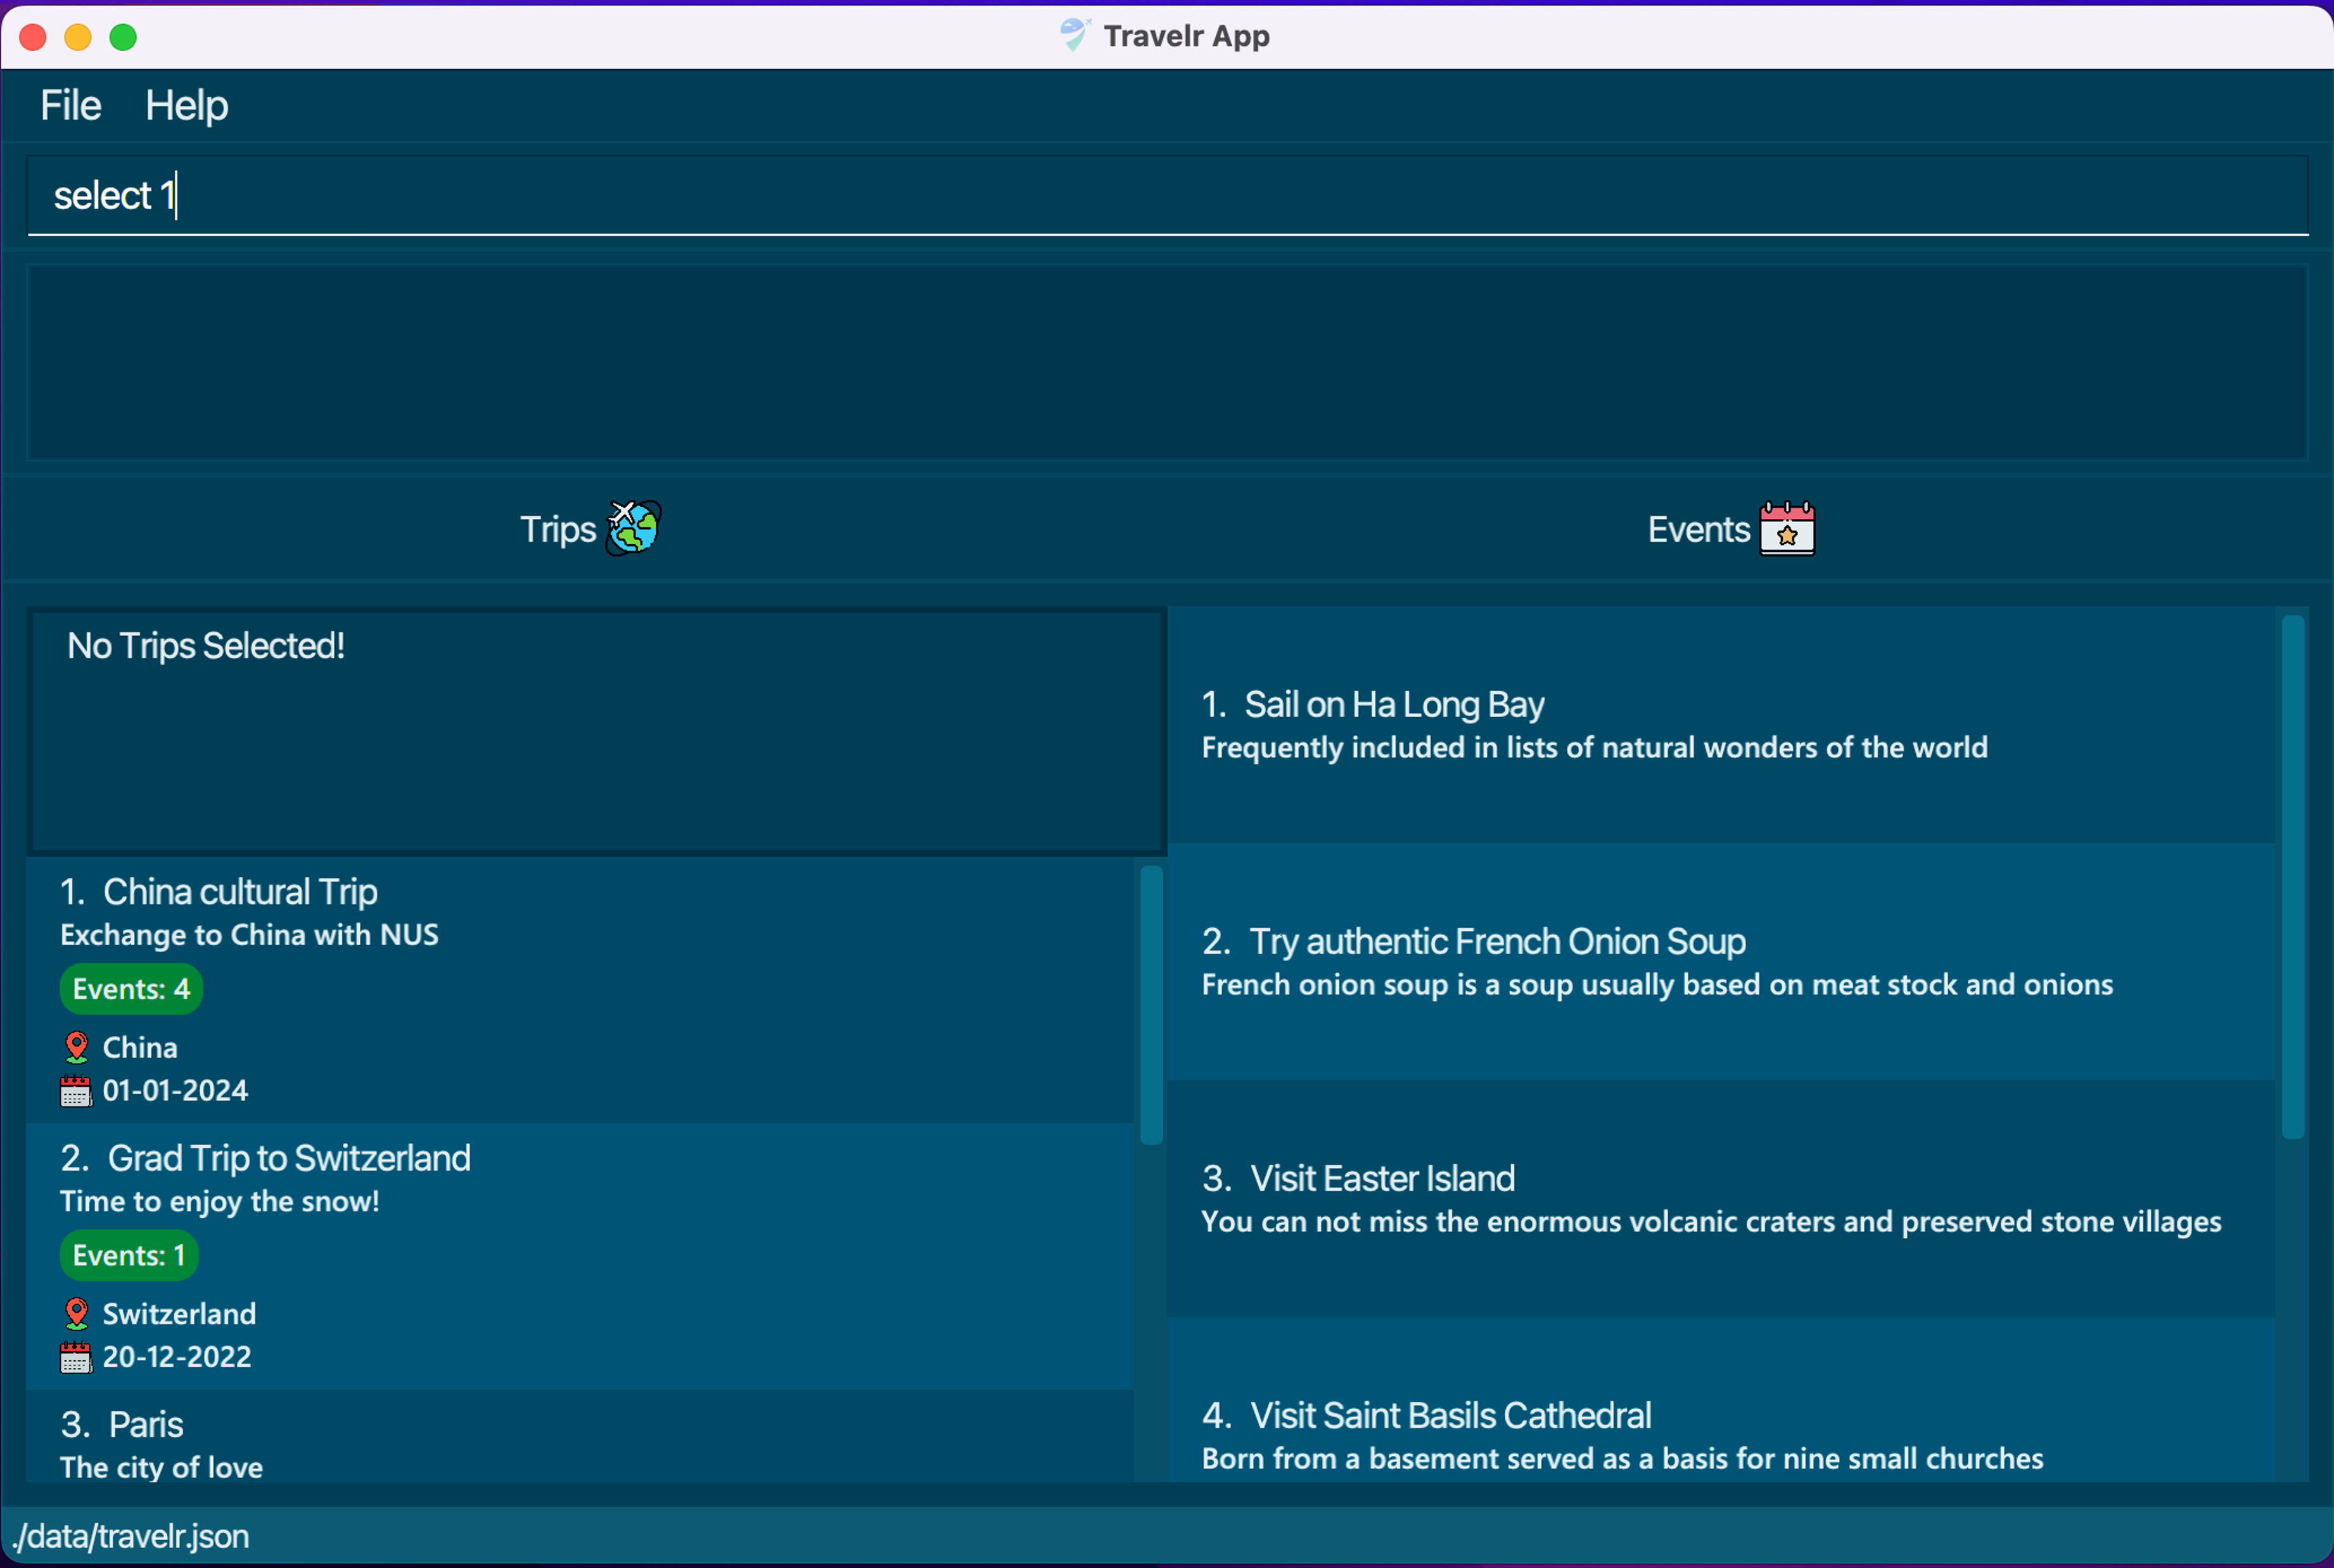 Travelr App
File Help
select 1
Trips
Events
No Trips Selected!
1. China cultural Trip
Exchange to China with NUS
Events: 4
China
01-01-2024
2. Grad Trip to Switzerland
Time to enjoy the snow!
Events: 1
Switzerland
20-12-2022
3. Paris
The city of love
1. Sail on Ha Long Bay
Frequently included in lists of natural wonders of the world
2. Try authentic French Onion Soup
French onion soup is a soup usually based on meat stock and onions
3. Visit Easter Island
You can not miss the enormous volcanic craters and preserved stone villages
4. Visit Saint Basils Cathedral
Born from a basement served as a basis for nine small churches
./data/travelr.json